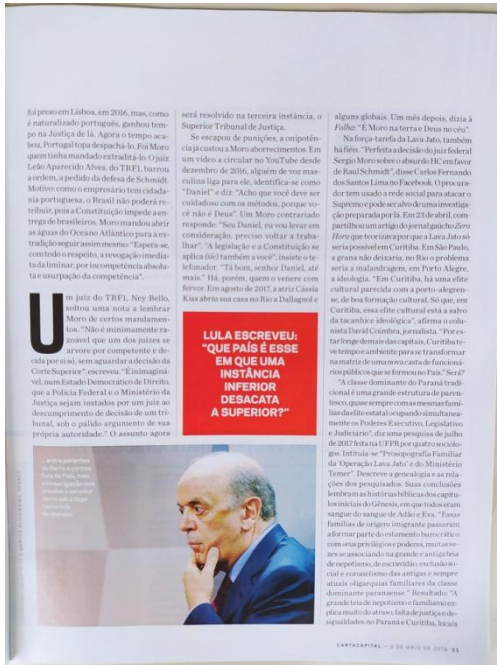 foi preso em Lisboa, em 2016, mas, como
é naturalizado português, ganhou tem-
po na Justiça de lá. Agora o tempo aca-
bou, Portugal topa despachá-lo. Foi Moro
quem tinha mandado extraditá-lo. O juiz
Leão Aparecido Alves, do TRF1, barrou
a ordem, a pedido da defesa de Schmidt.
Motivo: como o empresário tem cidada-
nia portuguesa, o Brasil não poderá re-
tribuir, pois a Constituição impede a en-
trega de brasileiros. Moro mandou abrir
as águas do Oceano Atlântico para a ex-
tradição seguir assim mesmo: "Espera-se,
com todo o respeito, a revogação imedia-
ta da liminar, por incompetência absolu-
ta e usurpação da competência".
Um juiz do TRF1, Ney Bello,
soltou uma nota a lembrar
Moro de certos mandamen-
tos. "Não é minimamente ra-
zoável que um dos juízes se
arvore por competente e de-
cida por si só, sem aguardar a decisão da
Corte Superior", escreveu. "É inimaginá-
vel, num Estado Democrático de Direito,
que a Polícia Federal e o Ministério da
Justiça sejam instados por um juiz ao
descumprimento de decisão de um tri-
bunal, sob o pálido argumento de sua
própria autoridade." O assunto agora
será resolvido na terceira instância, o
Superior Tribunal de Justiça.
Se escapou de punições, a onipotên-
cia já custou a Moro aborrecimentos. Em
um vídeo a circular no YouTube desde
dezembro de 2016, alguém de voz mas-
culina liga para ele, identifica-se como
"Daniel" e diz: "Acho que você deve ser
cuidadoso com os métodos, porque vo-
cê não é Deus". Um Moro contrariado
responde: "Seu Daniel, eu vou levar em
consideração, preciso voltar a traba-
lhar". "A legislação e a Constituição se
aplica (sic) também a você", insiste o te-
lefonador. "Tá bom, senhor Daniel, até
mais." Há, porém, quem o venere com
fervor. Em agosto de 2017, a atriz Cássia
Kiss abriu sua casa no Rio a Dallagnol e
LULA ESCREVEU:
"QUE PAÍS É ESSE
EM QUE UMA
INSTÂNCIA
INFERIOR
DESACATA
A SUPERIOR?"
alguns globais. Um mês depois, dizia à
Folha: "É Moro na terra e Deus no céu".
Na força-tarefa da Lava Jato, também
há fiéis. "Perfeita a decisão do juiz federal
Sergio Moro sobre o absurdo HC em favor
de Raul Schmidt", disse Carlos Fernando
dos Santos Lima no Facebook. O procura-
dor tem usado a rede social para atacar o
Supremo e pode ser alvo de uma investiga-
ção preparada por lá. Em 23 de abril, com-
partilhou um artigo do jornal gaúcho Zero
Hora que teorizava por que a Lava Jato só
seria possível em Curitiba. Em São Paulo,
a grana não deixaria, no Rio o problema
seria a malandragem, em Porto Alegre,
a ideologia. "Em Curitiba, há uma elite
cultural parecida com a porto-alegren-
se, de boa formação cultural. Só que, em
Curitiba, essa elite cultural está a salvo
da tacanhice ideológica", afirma o colu-
nista David Coimbra, jornalista. "Por es-
tar longe demais das capitais, Curitiba te-
ve tempo e ambiente para se transformar
na matriz de uma nova casta de funcioná-
rios públicos que se formou no País." Será?
"A classe dominante do Paraná tradi-
cional é uma grande estrutura de paren-
tesco, quase sempre com as mesmas famí-
lias da elite estatal ocupando simultanea-
mente os Poderes Executivo, Legislativo
e Judiciário", diz uma pesquisa de julho
de 2017 feita na UFPR por quatro sociólo-
gos. Intitula-se "Prosopografia Familiar
da 'Operação Lava Jato' e do Ministério
Temer". Descreve a genealogia e as rela-
ções dos pesquisados. Suas conclusões
lembram as histórias bíblicas dos capítu-
los iniciais do Gênesis, em que todos eram
sangue do sangue de Adão e Eva. "Essas
famílias de origem imigrante passaram
a formar parte do estamento burocrático
com seus privilégios e poderes, muitas ve-
zes se associando na grande e antiga teia
de nepotismo, de escravidão, exclusão so-
cial e coronelismo das antigas e sempre
atuais oligarquias familiares da classe
dominante paranaense." Resultado: "A
grande teia de nepotismo e familismo ex-
plica muito do atraso, falta de justiça e de-
sigualdades no Paraná e Curitiba, locais
... entre parentes
de Serra e contas
fora do País, mas
a investigação que
CARTACAPITAL — 9 DE MAIO DE 2018 21